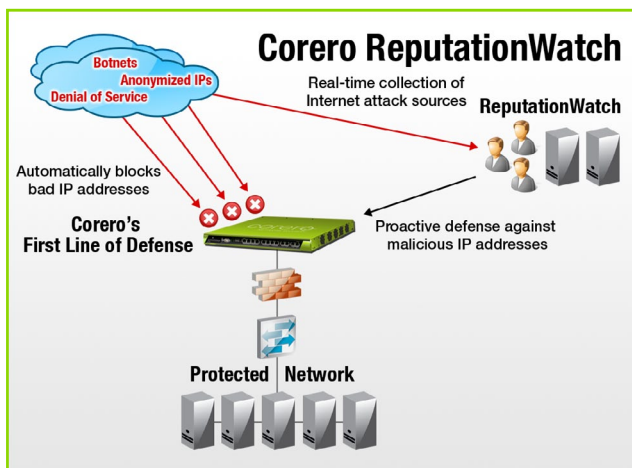 Corero ReputationWatch
Botnets
Anonymized IPs
Denial of Service
Real-time collection of
Internet attack sources
ReputationWatch
Automatically blocks
bad IP addresses
Corero's
First Line of Defense
corero
Proactive defense against
malicious IP addresses
Protected Network